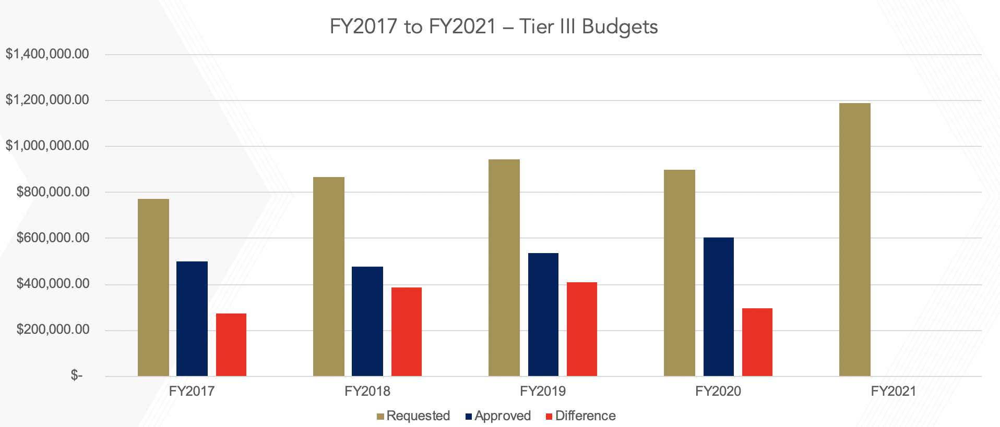 FY2017 to FY2021 – Tier III Budgets
$1,400,000.00
$1,200,000.00
$1,000,000.00
$800,000.00
$600,000.00
$400,000.00
$200,000.00
$-
FY2017 FY2018 FY2019 FY2020 FY2021
Requested Approved Difference